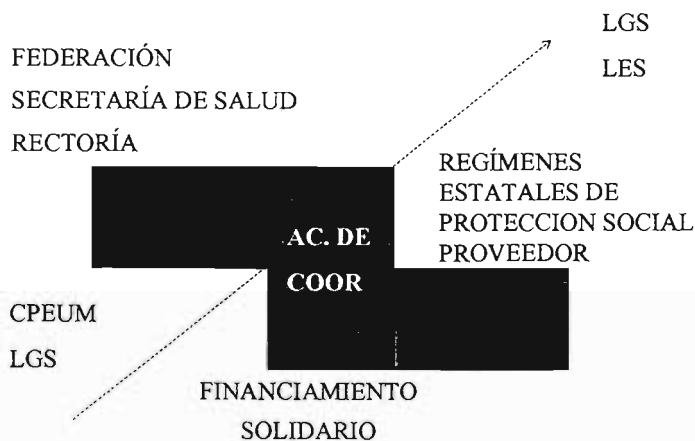 LGS
LES
FEDERACIÓN
SECRETARÍA DE SALUD
RECTORÍA
REGÍMENES
ESTATALES DE
PROTECCION SOCIAL
PROVEEDOR
AC. DE
COOR
CPEUM
LGS
FINANCIAMIENTO
SOLIDARIO